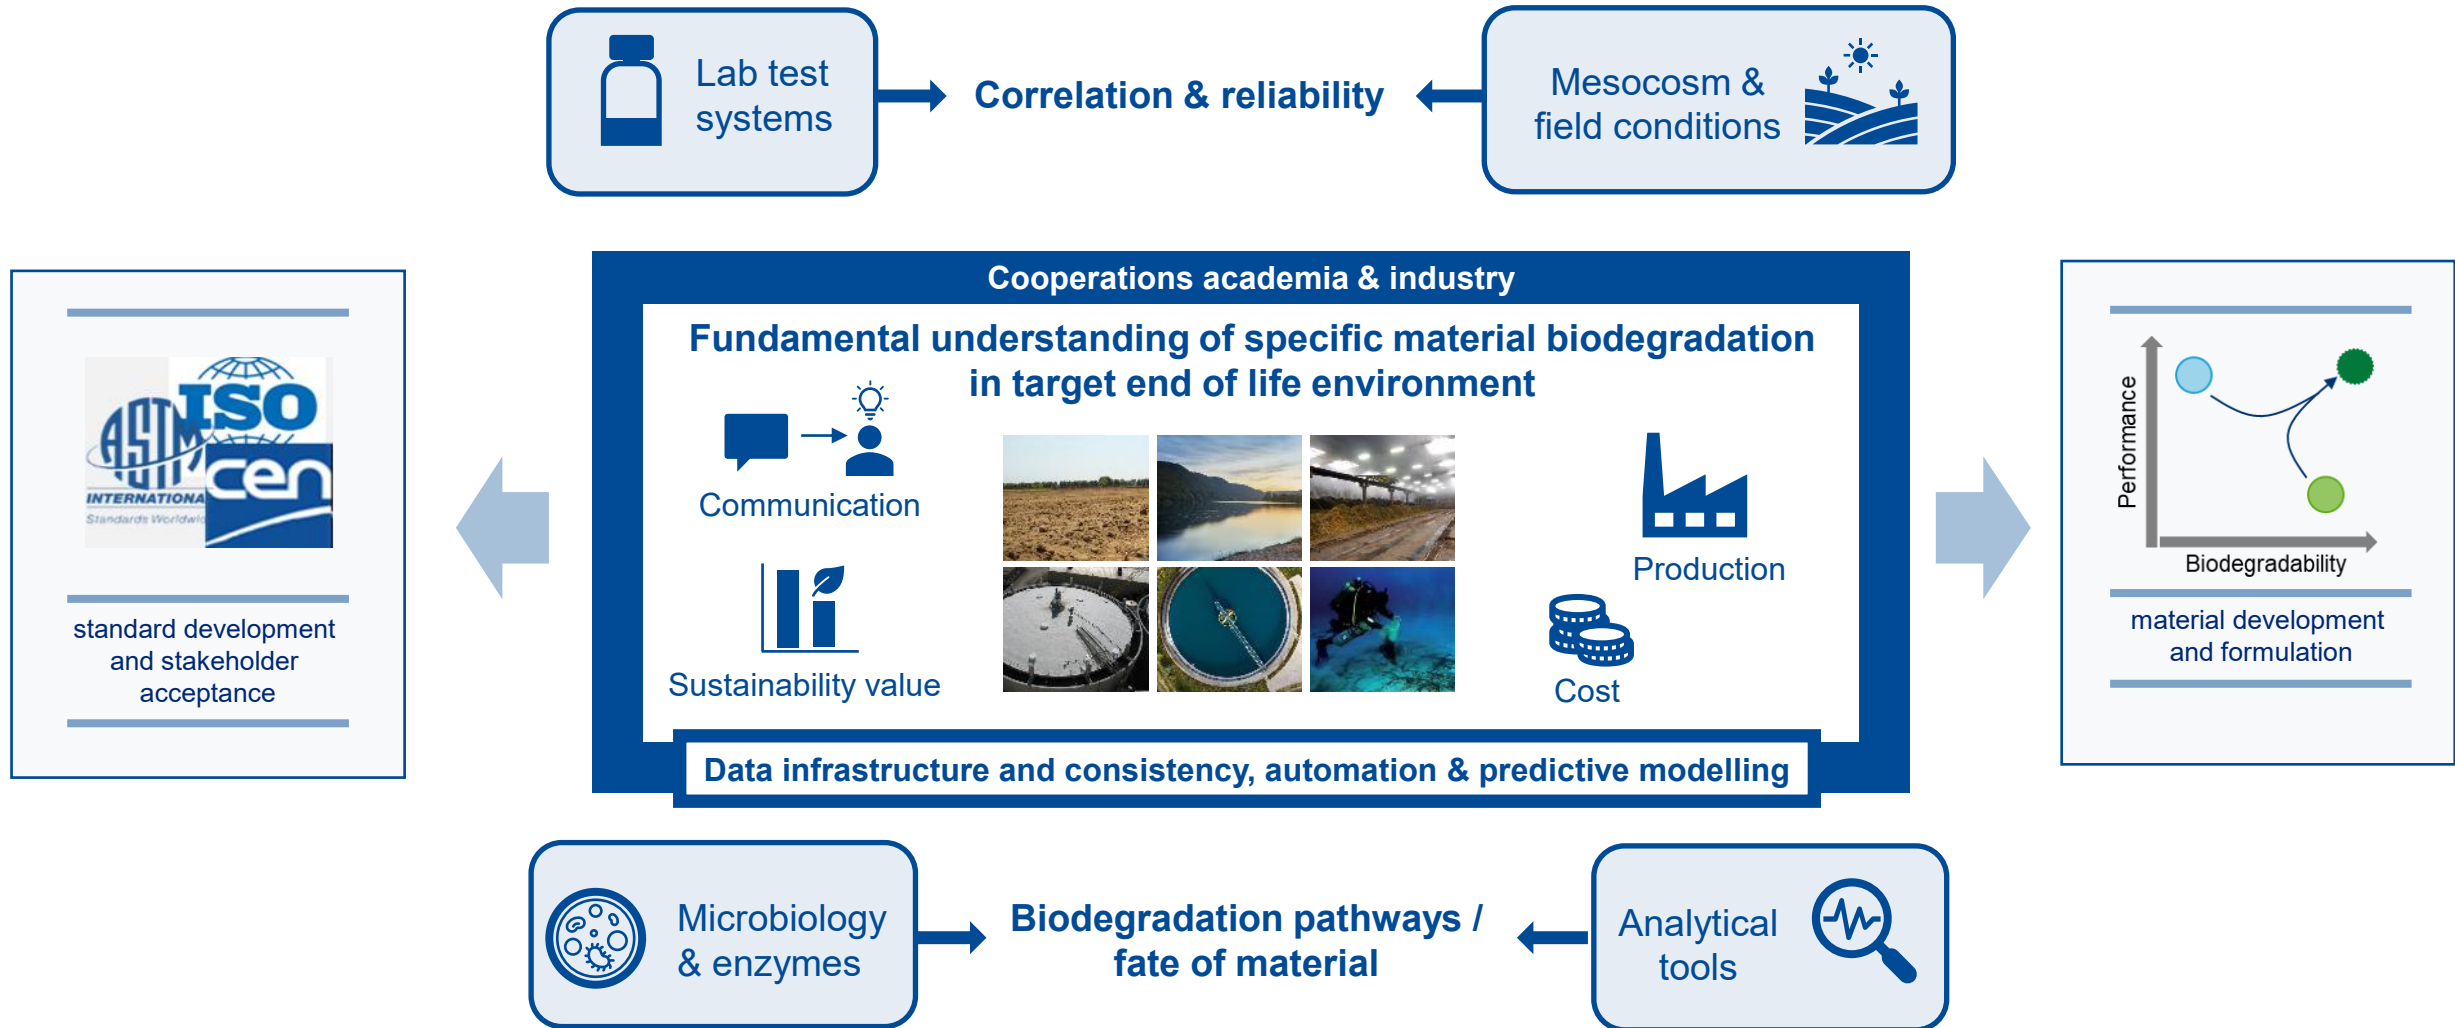 Lab test
systems
Correlation & reliability
Mesocosm &
field conditions
Cooperations academia & industry
Fundamental understanding of specific material biodegradation
in target end of life environment
Communication
Sustainability value
Production
Cost
Data infrastructure and consistency, automation & predictive modelling
ISO
ASTM
cen
INTERNATIONA
Standards Worldwi
standard development
and stakeholder
acceptance
Performance
Biodegradability
material development
and formulation
Microbiology
& enzymes
Biodegradation pathways /
fate of material
Analytical
tools